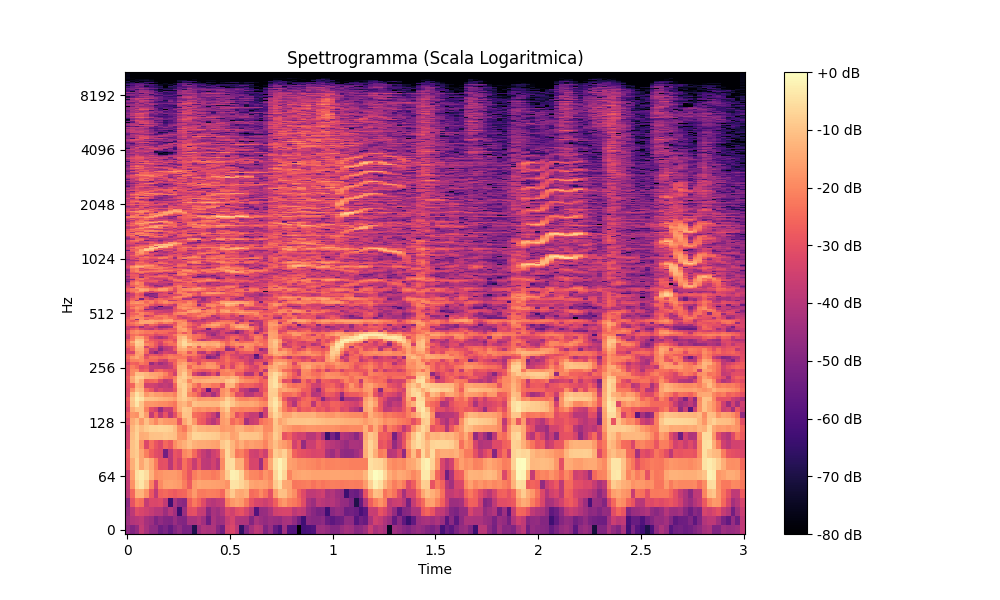 Spettrogramma (Scala Logaritmica)
8192
4096
2048
1024
512
256
128
64
0
Hz
0
0.5
1
1.5
2
2.5
3
Time
+0 dB
-10 dB
-20 dB
-30 dB
-40 dB
-50 dB
-60 dB
-70 dB
-80 dB